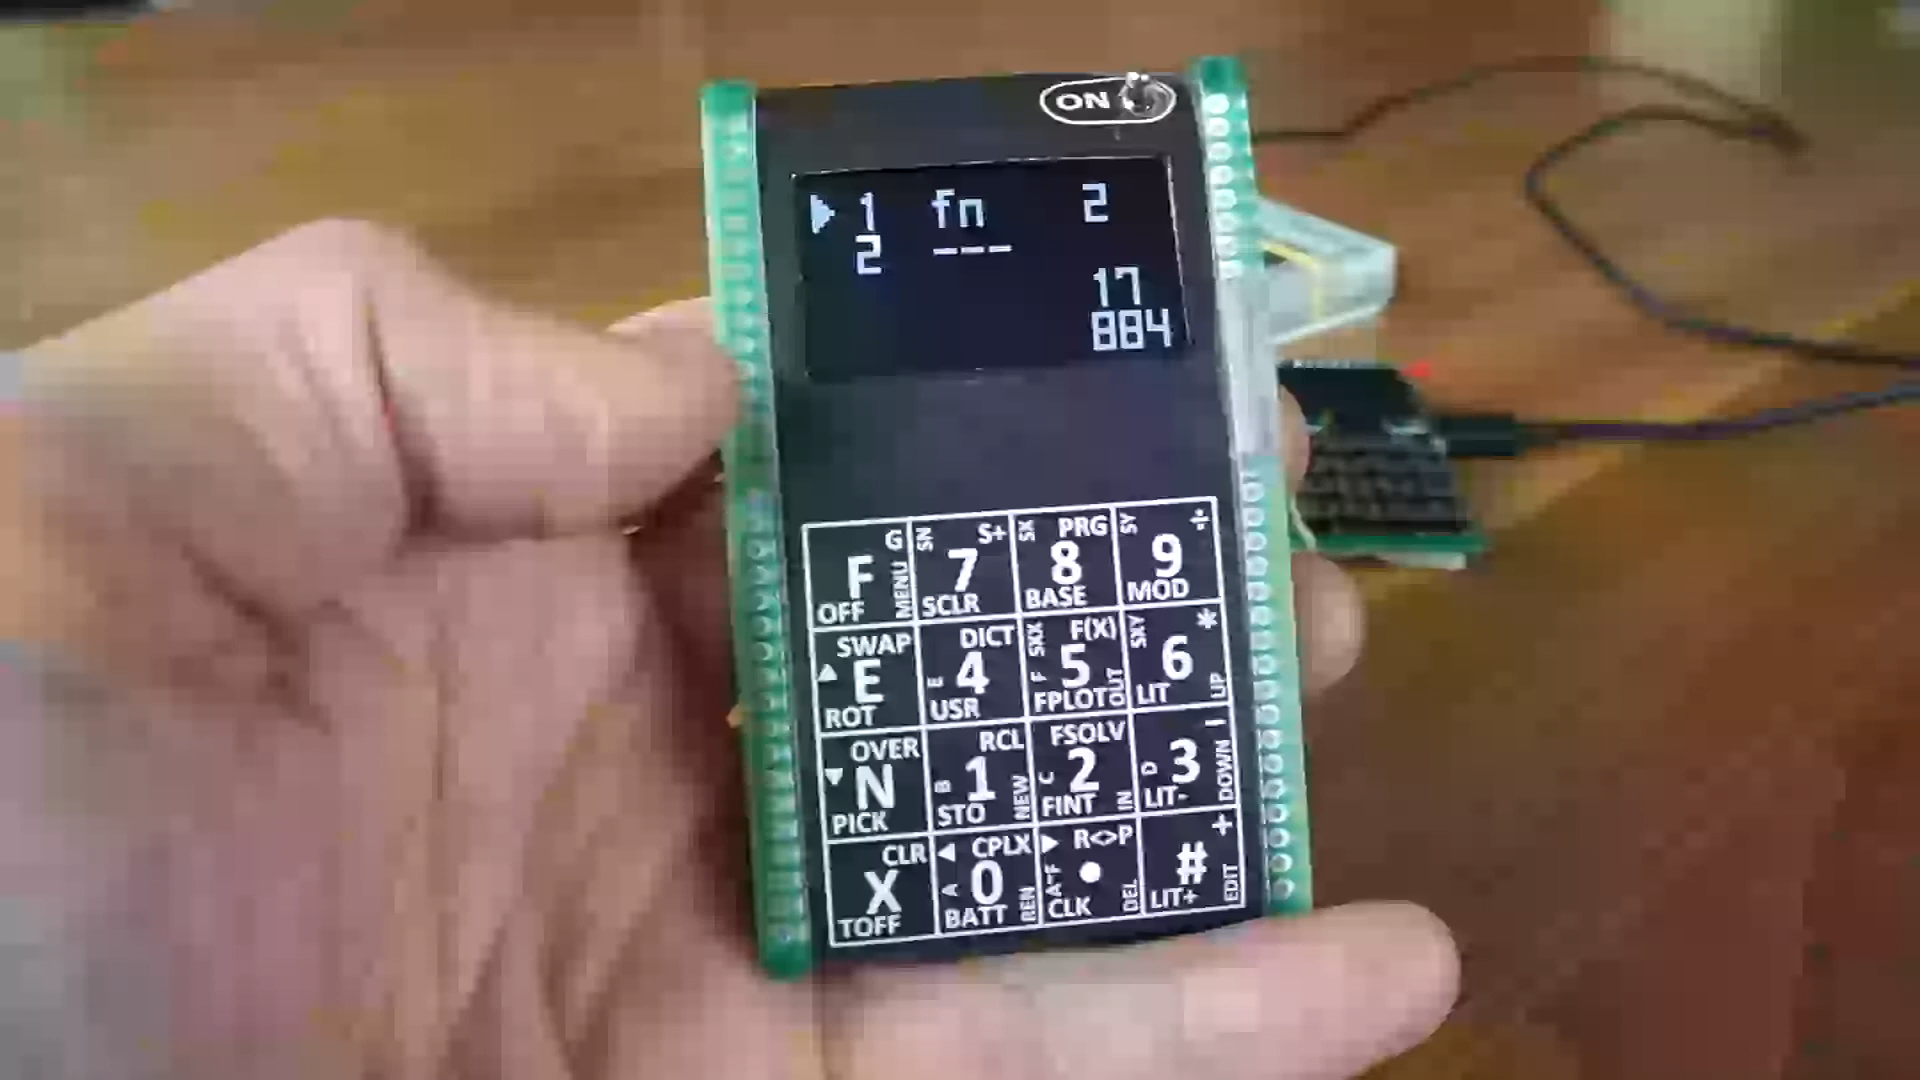 ON
▶ 1 fn 2
2 ---
17
884
G
F
OFF
MENU
SN
S+
7
SCLR
SX
PRG
8
BASE
SY
÷
9
MOD
SWAP
▲ E
ROT
DICT
E 4
USR
SXX
F(X)
F 5
FPLOT
OUT
SXY
*
6
LIT
UP
OVER
▼ N
PICK
RCL
B 1
STO
NEW
FSOLV
C 2
FINT
IN
−
D 3
LIT-
DOWN
CLR
X
TOFF
◀ CPLX
A 0
BATT
REN
▶ R<>P
A-F •
CLK
DEL
+
#
LIT+
EDIT